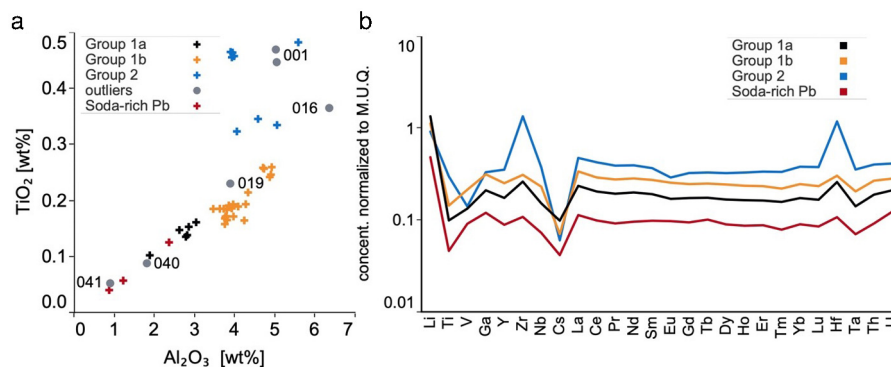 a
TiO2 [wt%]
0.5
0.4
0.3
0.2
0.1
0.0
Group 1a
Group 1b
Group 2
outliers
Soda-rich Pb
001
016
019
040
041
0 1 2 3 4 5 6 7
Al2O3 [wt%]
b
concent. normalized to M.U.Q.
10
1
0.1
0.01
Group 1a
Group 1b
Group 2
Soda-rich Pb
Li Ti V Ga Y Zr Nb Cs La Ce Pr Nd Sm Eu Gd Tb Dy Ho Er Tm Yb Lu Hf Ta Th